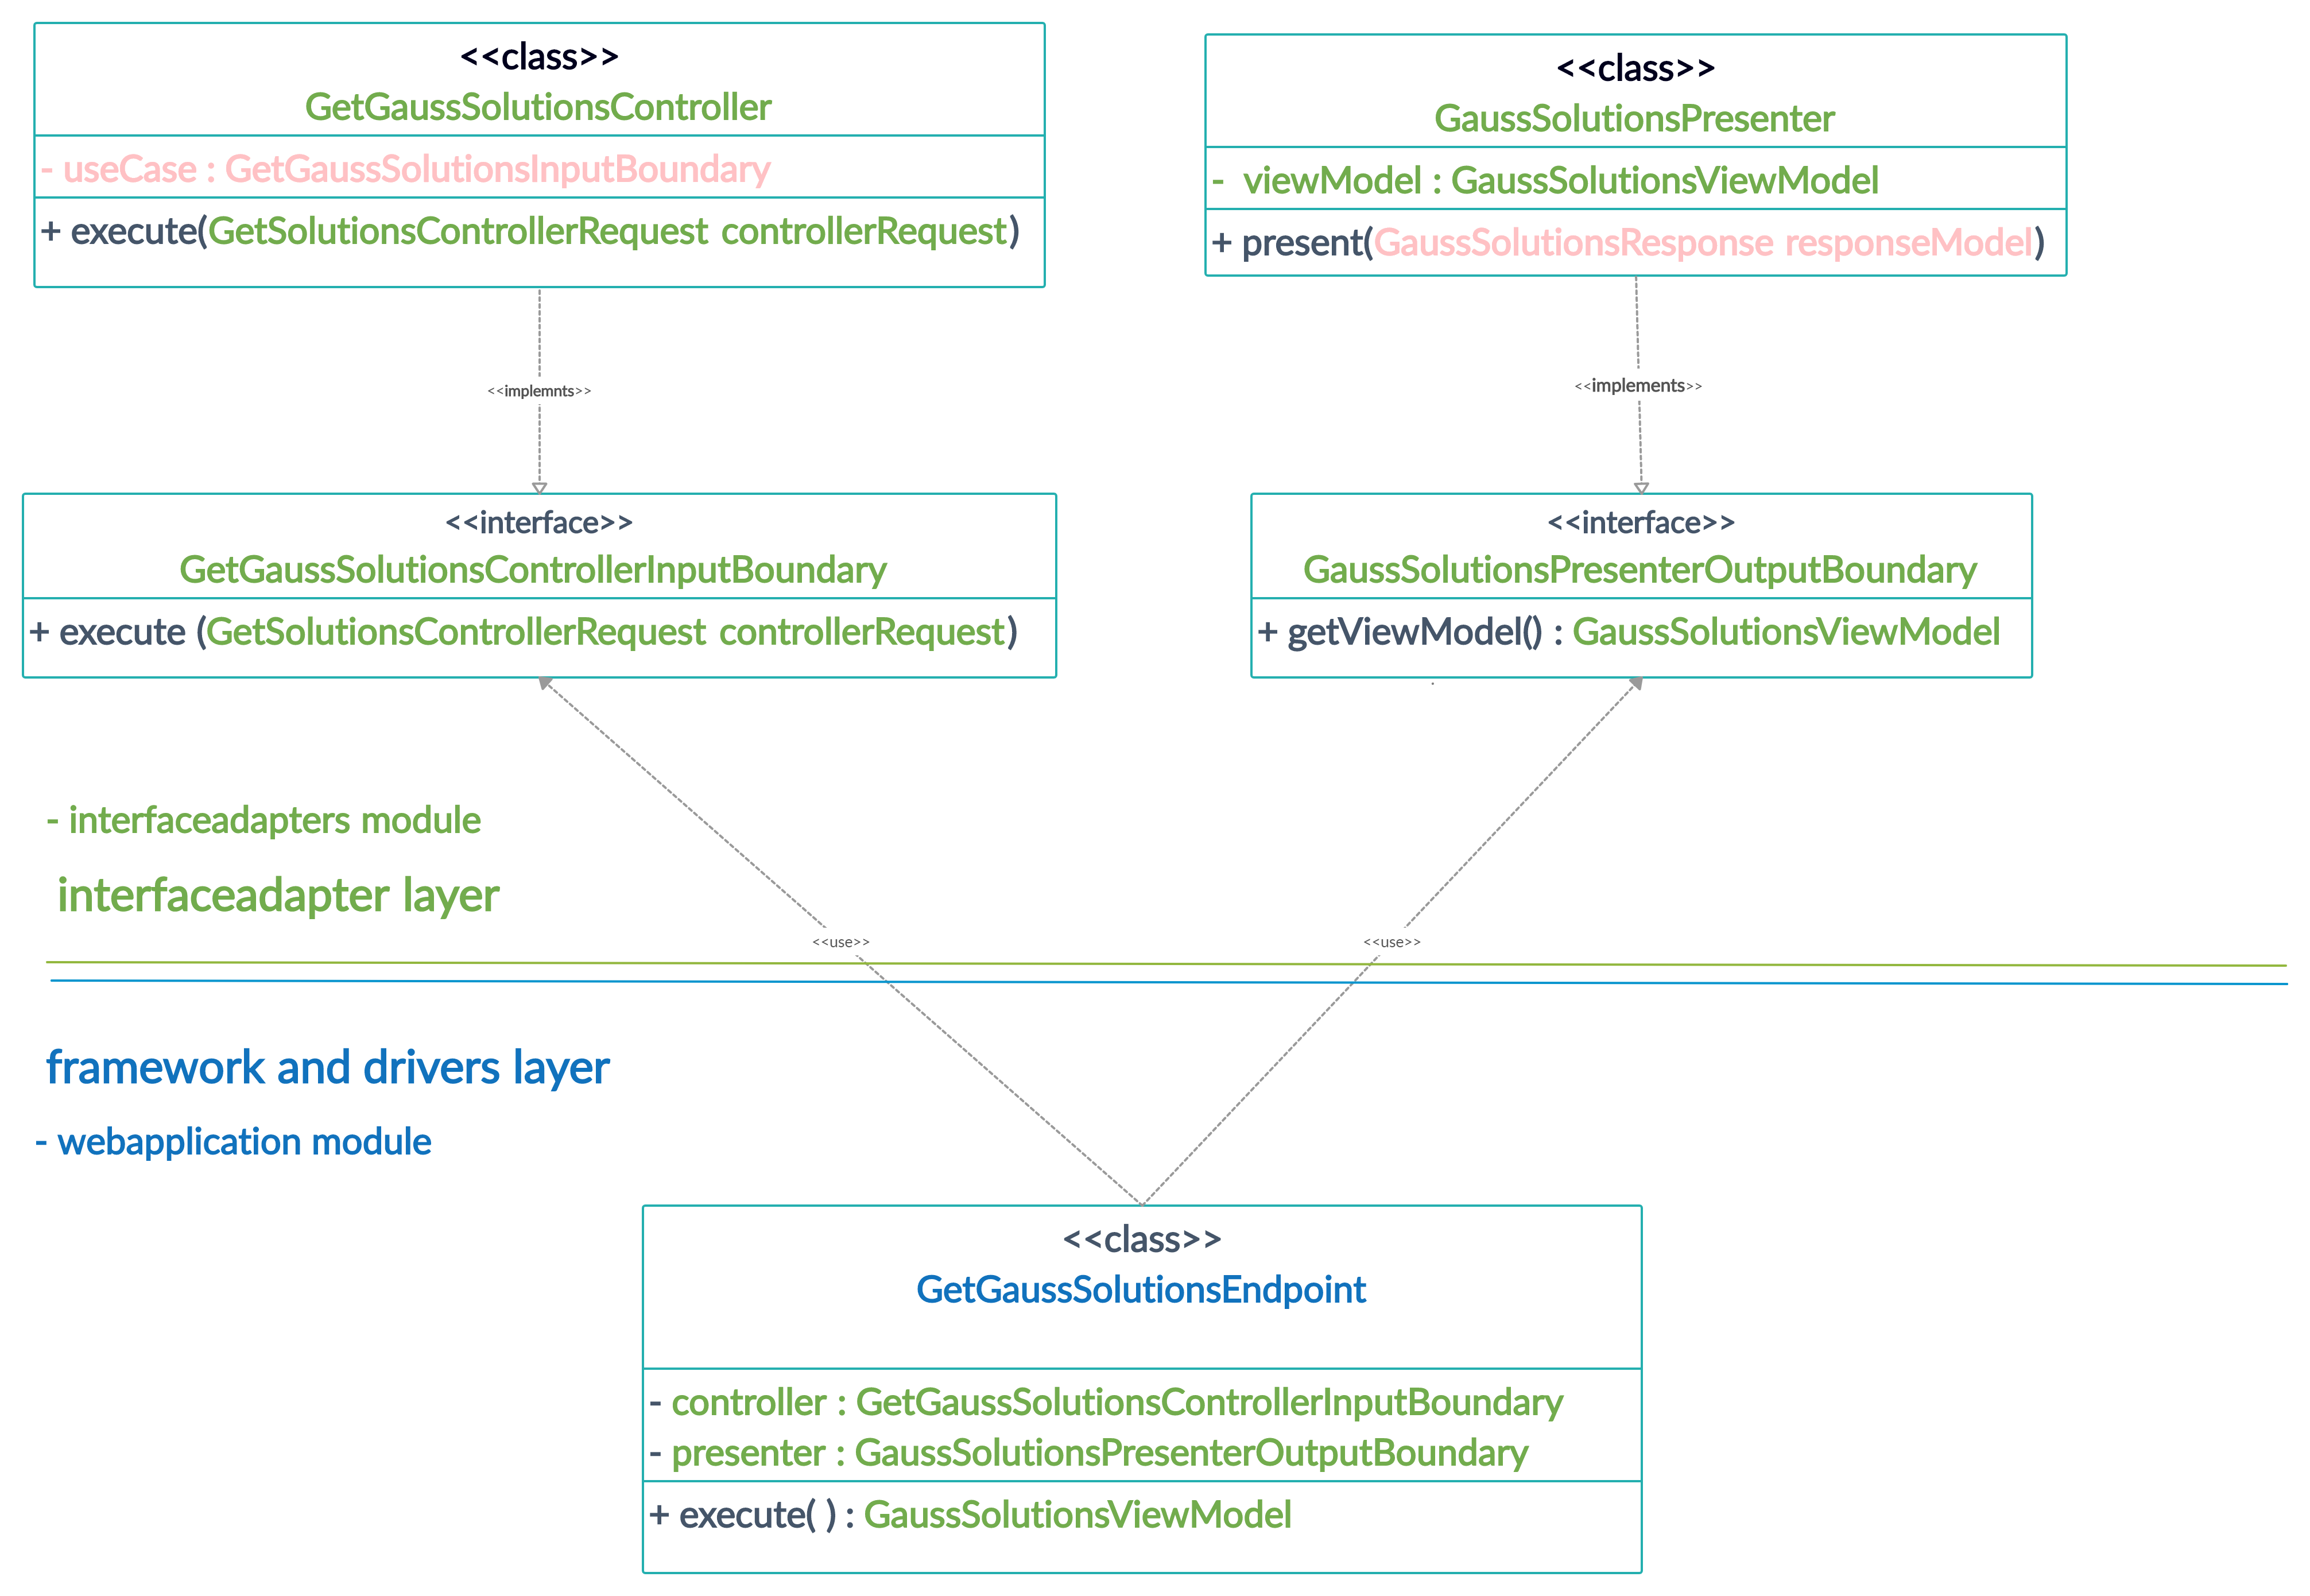 <<class>>
GetGaussSolutionsController
- useCase : GetGaussSolutionsInputBoundary
+ execute(GetSolutionsControllerRequest controllerRequest)
<<class>>
GaussSolutionsPresenter
- viewModel : GaussSolutionsViewModel
+ present(GaussSolutionsResponse responseModel)
<<implemnts>>
<<implements>>
<<interface>>
GetGaussSolutionsControllerInputBoundary
+ execute (GetSolutionsControllerRequest controllerRequest)
<<interface>>
GaussSolutionsPresenterOutputBoundary
+ getViewModel() : GaussSolutionsViewModel
- interfaceadapters module
interfaceadapter layer
<<use>>
<<use>>
framework and drivers layer
- webapplication module
<<class>>
GetGaussSolutionsEndpoint
- controller : GetGaussSolutionsControllerInputBoundary
- presenter : GaussSolutionsPresenterOutputBoundary
+ execute( ) : GaussSolutionsViewModel